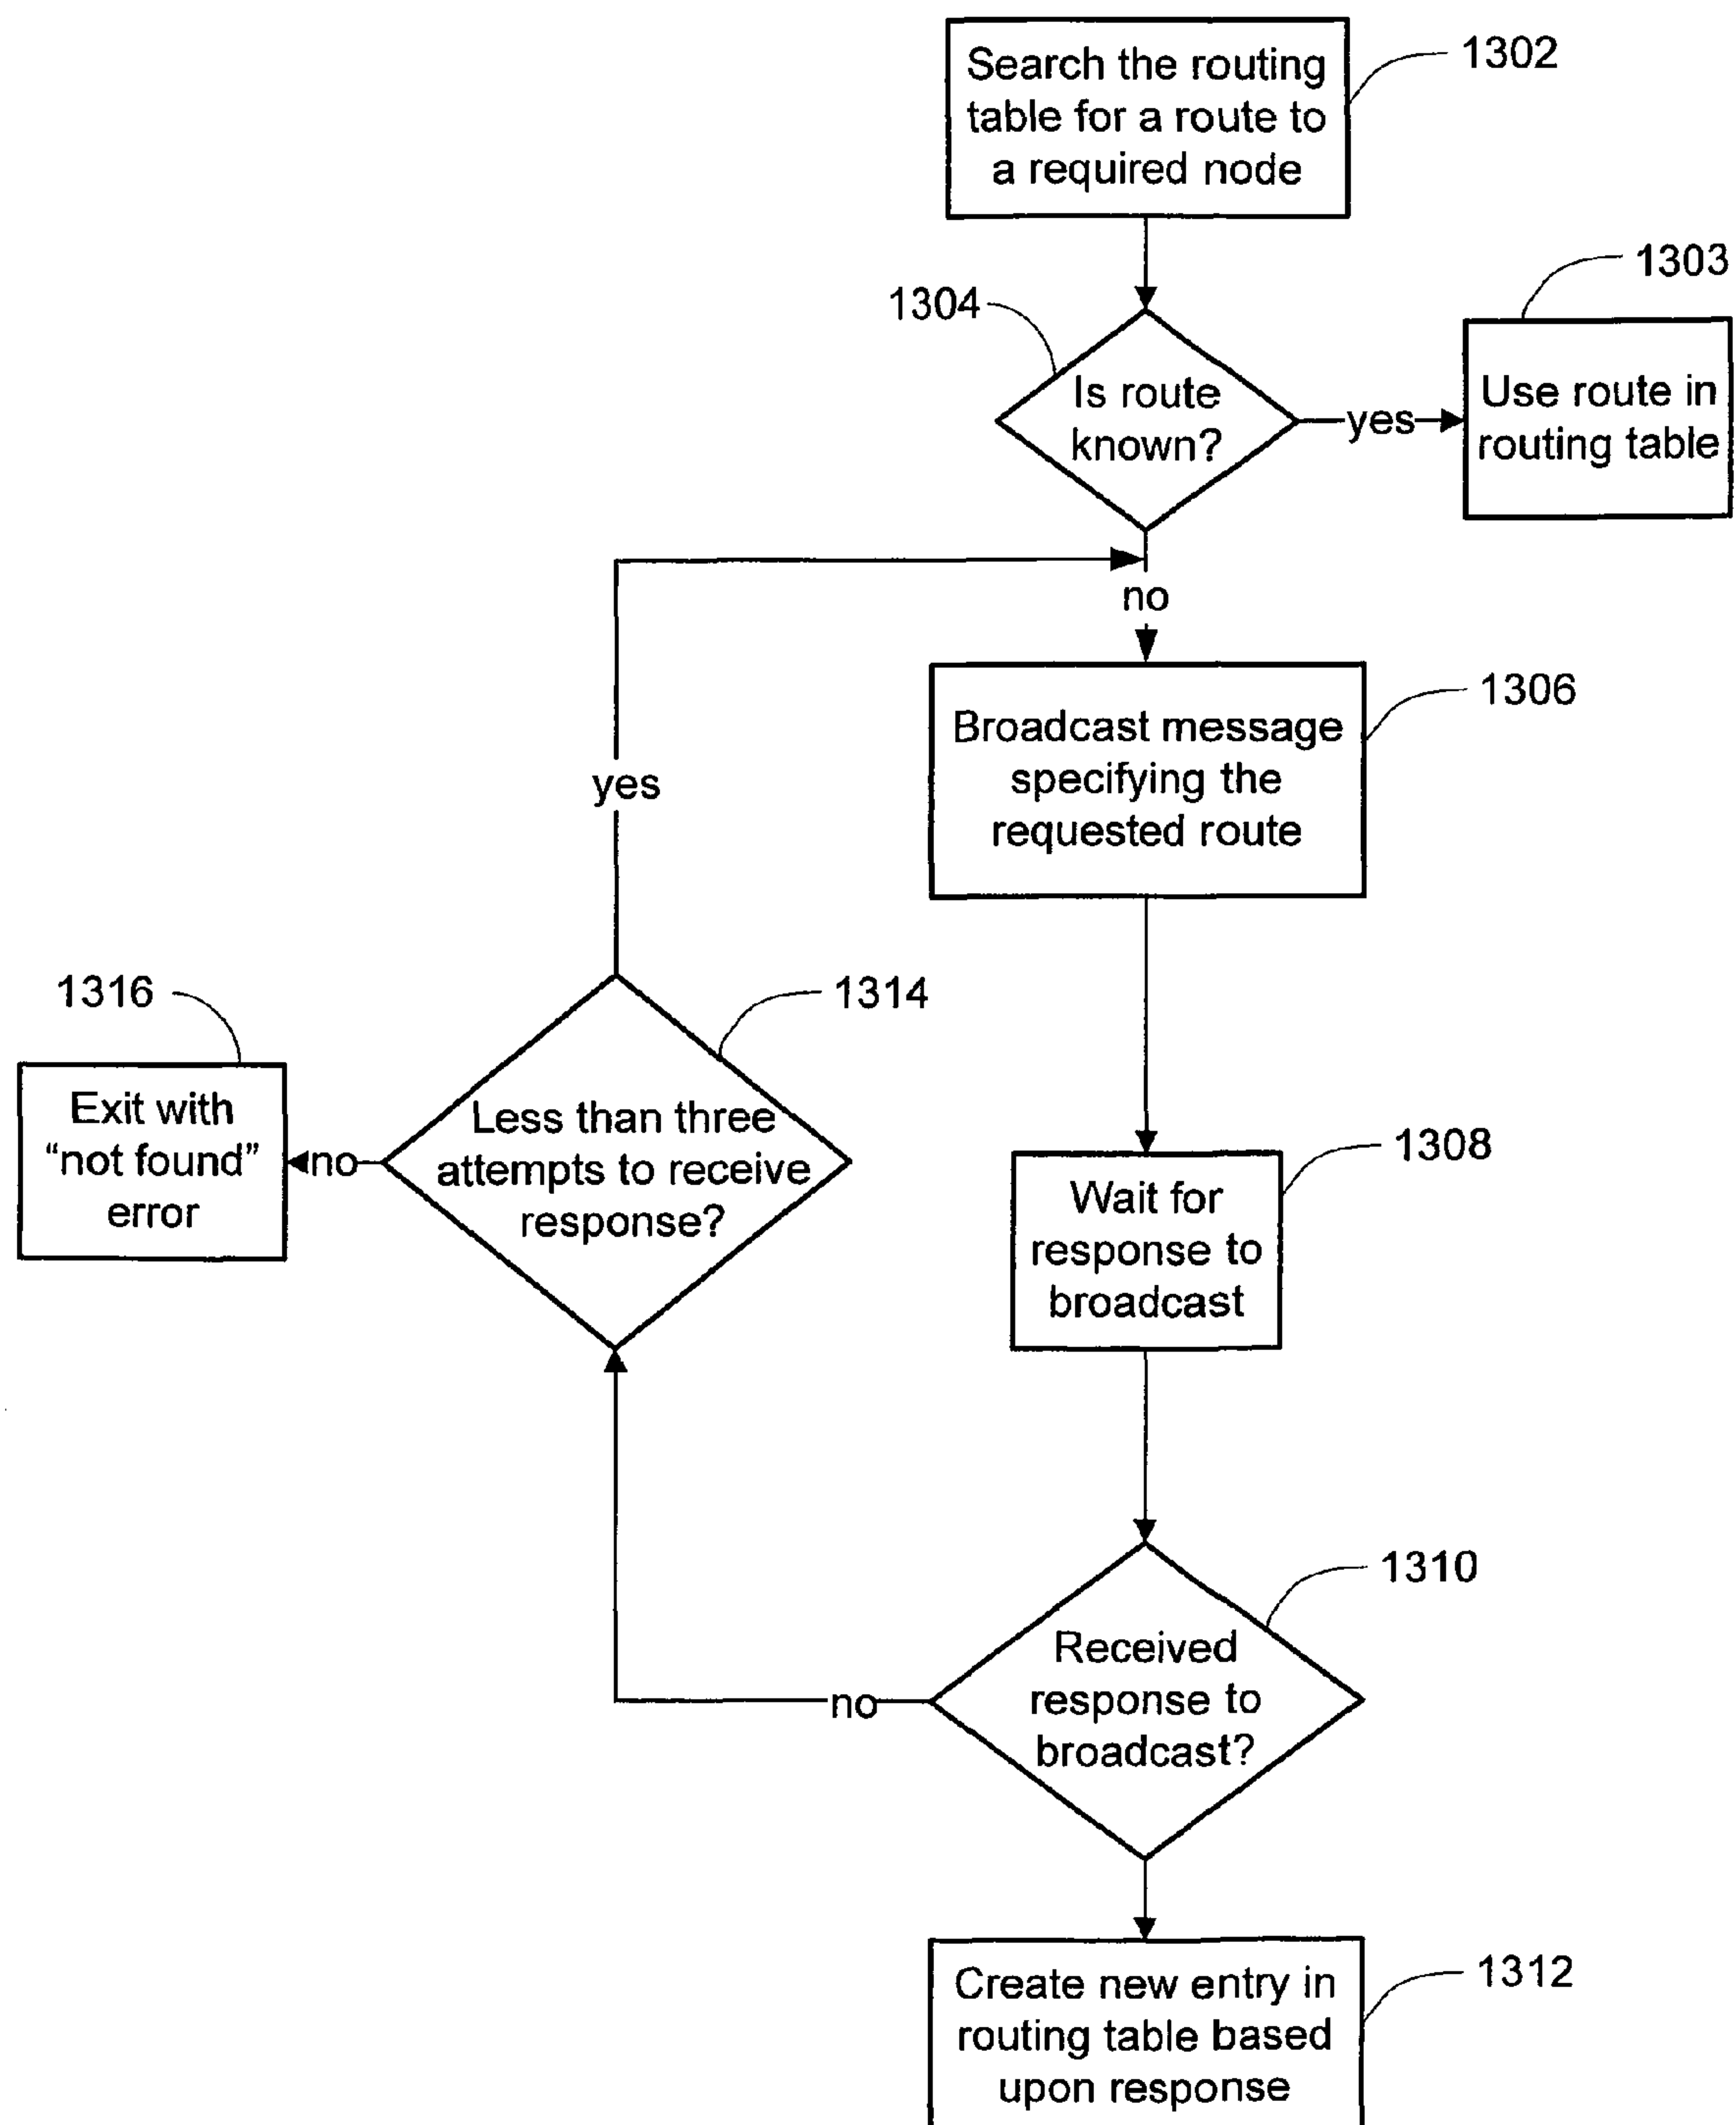 Search the routing
table for a route to
a required node
1302
1303
1304
Is route
known?
yes
Use route in
routing table
no
1306
Broadcast message
specifying the
requested route
yes
1316
1314
Exit with
“not found”
error
no
Less than three
attempts to receive
response?
1308
Wait for
response to
broadcast
1310
Received
response to
broadcast?
no
1312
Create new entry in
routing table based
upon response